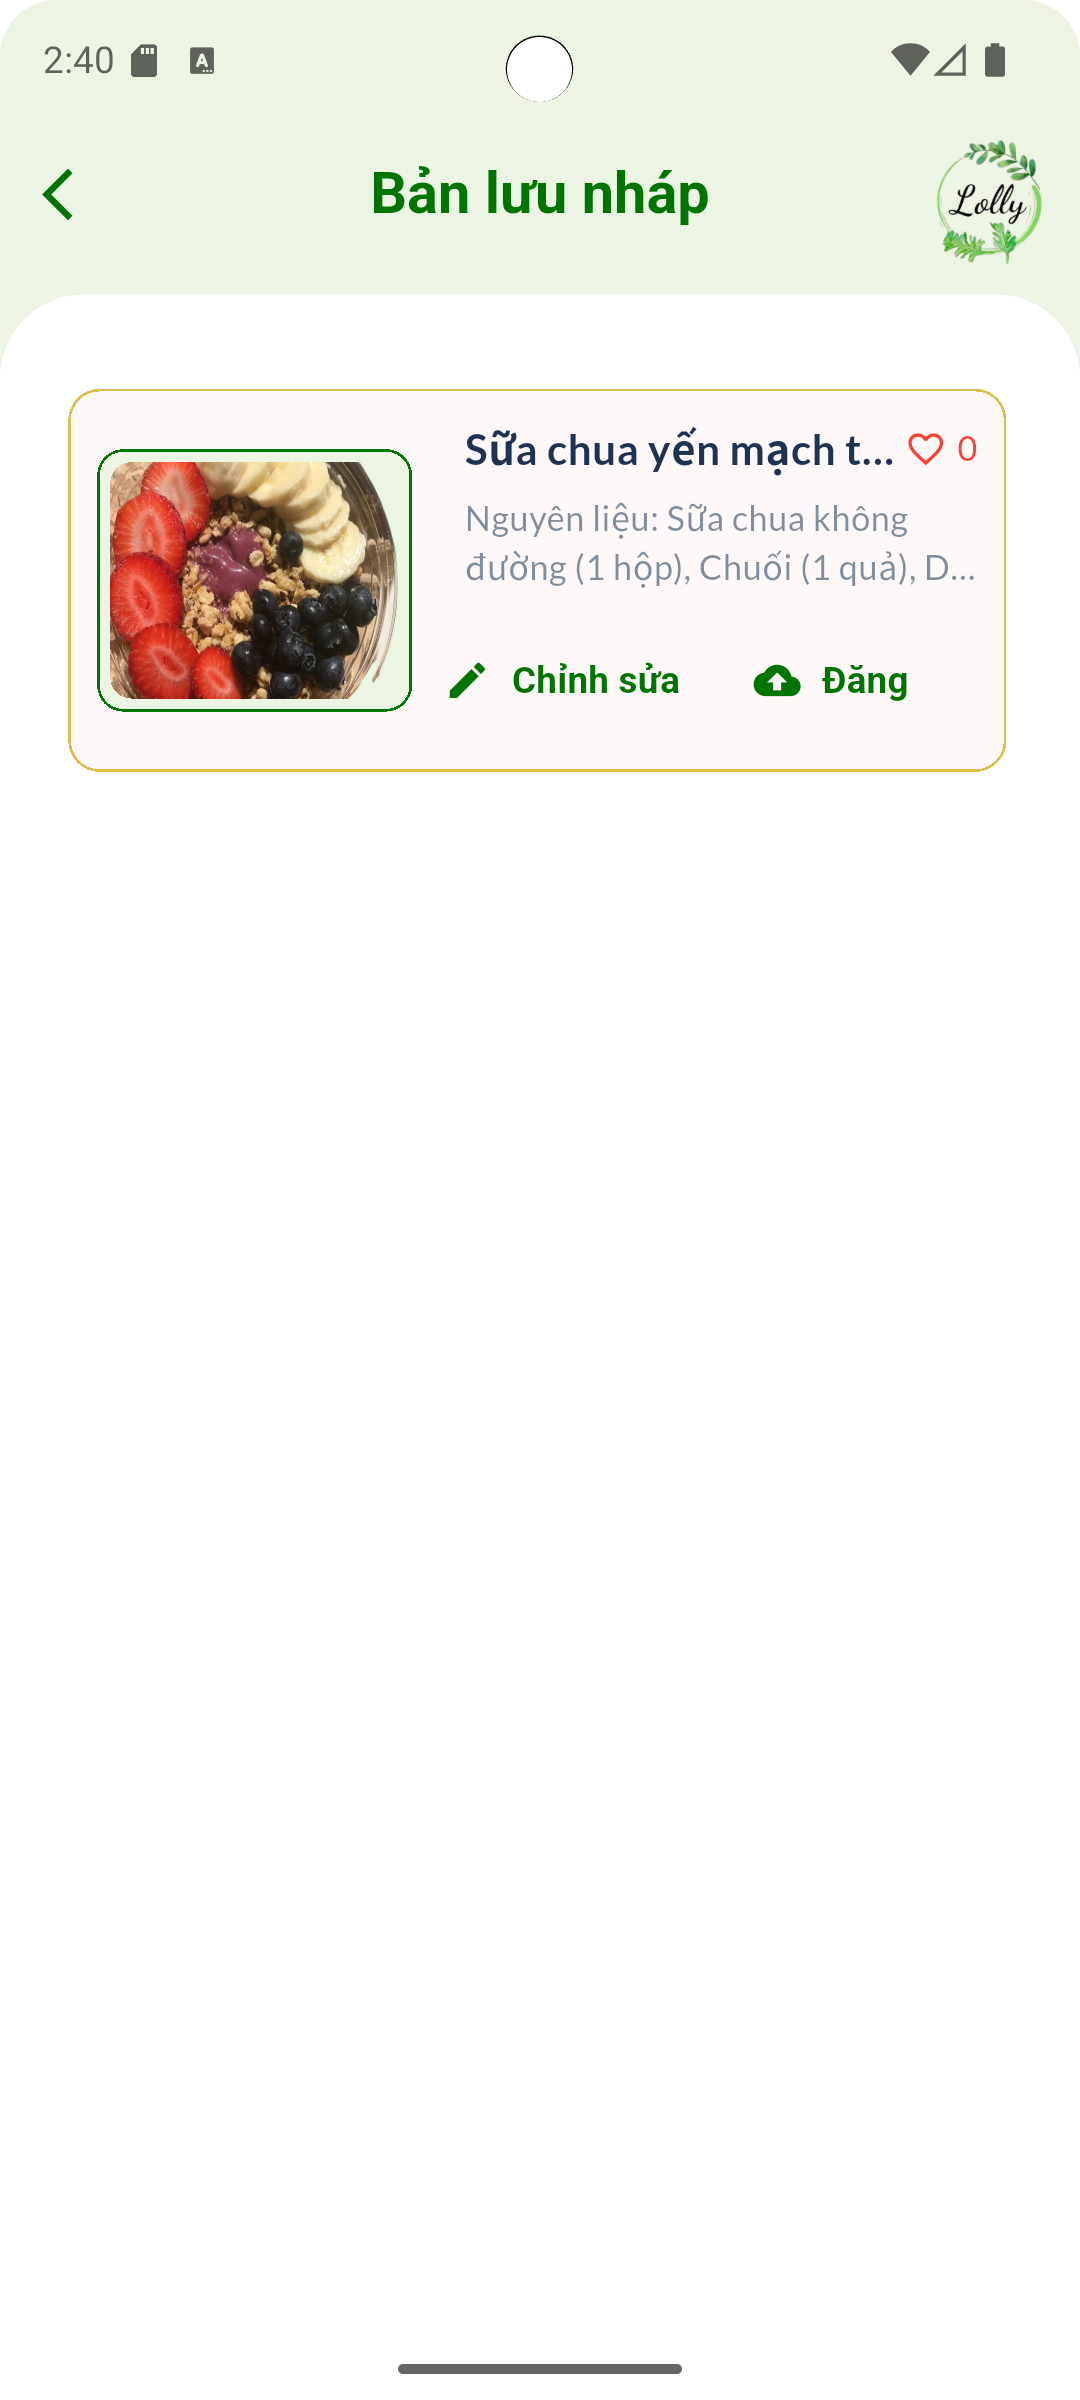 2:40
Bản lưu nháp
Lolly
Sữa chua yến mạch t...
0
Nguyên liệu: Sữa chua không
đường (1 hộp), Chuối (1 quả), D...
Chỉnh sửa
Đăng